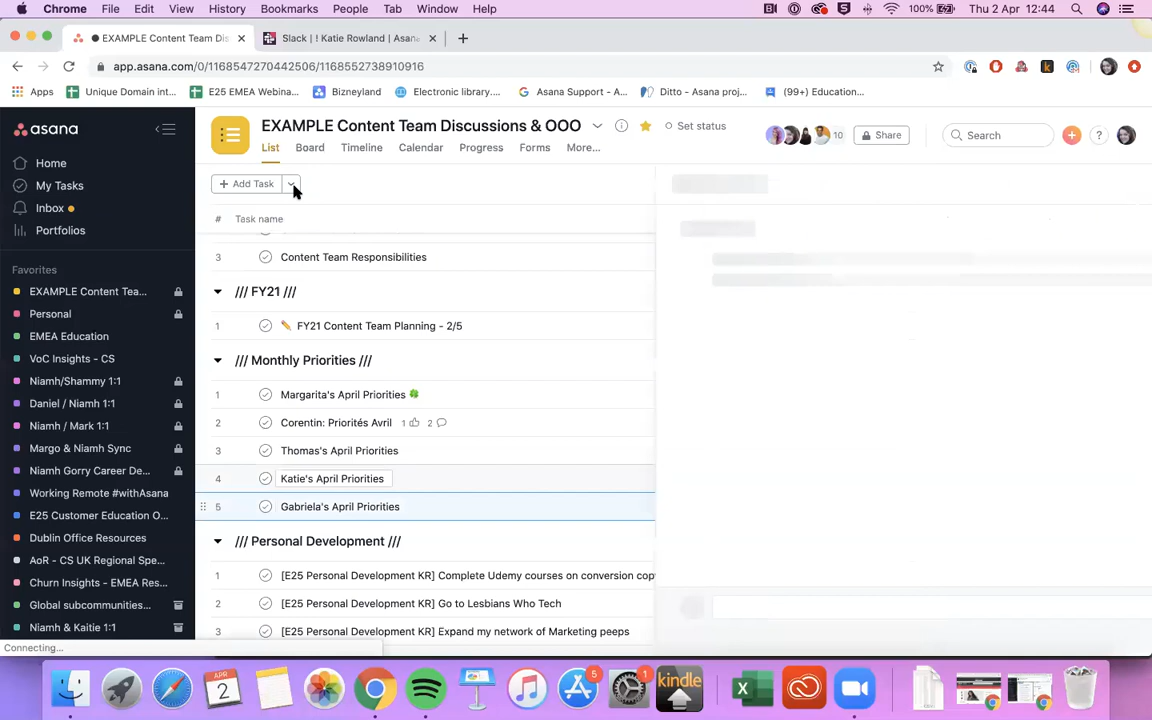 Chrome File Edit View History Bookmarks People Tab Window Help 100% Thu 2 Apr 12:44
EXAMPLE Content Team Dis Slack | ! Katie Rowland | Asan
app.asana.com/0/1168547270442506/1168552738910916
Apps Unique Domain int... E25 EMEA Webina... Bizneyland Electronic library.... Asana Support - A... Ditto - Asana proj... (99+) Education...
asana
Home
My Tasks
Inbox
Portfolios
Favorites
EXAMPLE Content Tea...
Personal
EMEA Education
VoC Insights - CS
Niamh/Shammy 1:1
Daniel / Niamh 1:1
Niamh / Mark 1:1
Margo & Niamh Sync
Niamh Gorry Career De...
Working Remote #withAsana
E25 Customer Education O...
Dublin Office Resources
AoR - CS UK Regional Spe...
Churn Insights - EMEA Res...
Global subcommunities...
Niamh & Kaitie 1:1
Connecting...
EXAMPLE Content Team Discussions & OOO Set status 10 Share Search ?
List Board Timeline Calendar Progress Forms More...
+ Add Task
# Task name
3 Content Team Responsibilities
/// FY21 ///
1 ✏️ FY21 Content Team Planning - 2/5
/// Monthly Priorities ///
1 Margarita's April Priorities 🍀
2 Corentin: Priorités Avril 1 2
3 Thomas's April Priorities
4 Katie's April Priorities
5 Gabriela's April Priorities
/// Personal Development ///
1 [E25 Personal Development KR] Complete Udemy courses on conversion cop
2 [E25 Personal Development KR] Go to Lesbians Who Tech
3 [E25 Personal Development KR] Expand my network of Marketing peeps
APR
2
5
1
kindle